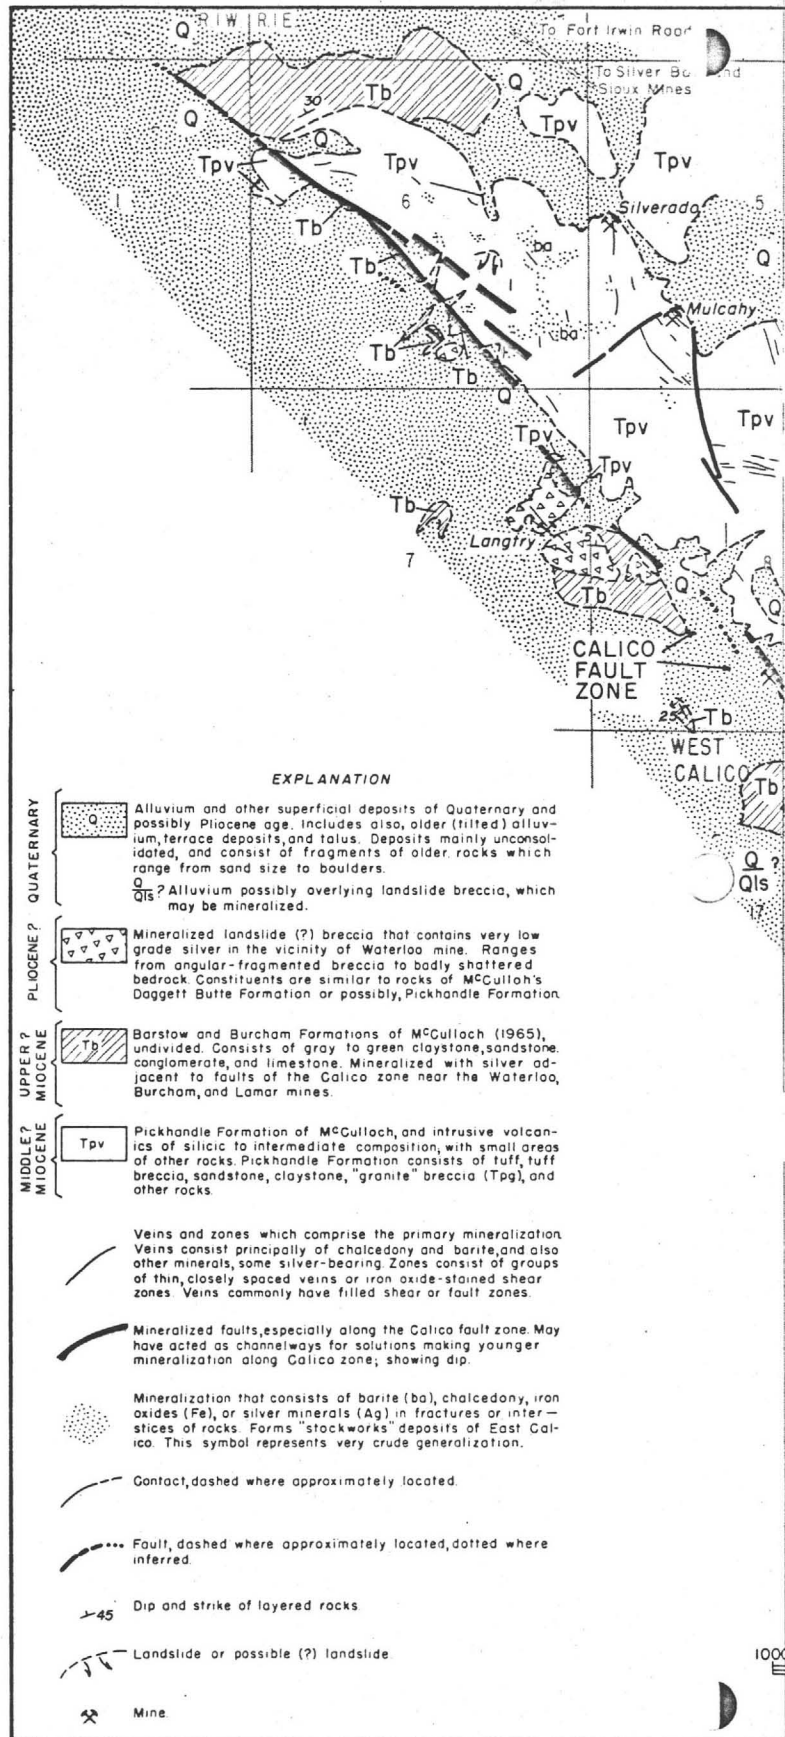 Q
R I W R I E
To Fort Irwin Road
To Silver Bo nd
Sioux Mines
Q
Tb
30
Q
Tpv
Q
Tpv
Tpv
Tpv
1
6
Silverado
5
Tb
ba
Q
Tb
Mulcahy
ba
Tb
Tb
Q
Tpv
Tpv
Tpv
Tpv
Tb
Langtry
7
8
Q
Tb
Q
CALICO
FAULT
ZONE
25
Tb
WEST
CALICO
Tb
EXPLANATION
QUATERNARY
Q
Alluvium and other superficial deposits of Quaternary and
possibly Pliocene age. Includes also, older (tilted) alluv-
ium, terrace deposits, and talus. Deposits mainly unconsol-
idated, and consist of fragments of older rocks which
range from sand size to boulders.
Q
Qls ? Alluvium possibly overlying landslide breccia, which
may be mineralized.
Q ?
Qls
17
PLIOCENE?
Mineralized landslide (?) breccia that contains very low
grade silver in the vicinity of Waterloo mine. Ranges
from angular-fragmented breccia to badly shattered
bedrock. Constituents are similar to rocks of McCulloh's
Daggett Butte Formation or possibly, Pickhandle Formation.
UPPER?
MIOCENE
Tb
Barstow and Burcham Formations of McCulloch (1965),
undivided. Consists of gray to green claystone, sandstone.
conglomerate, and limestone. Mineralized with silver ad-
jacent to faults of the Calico zone near the Waterloo,
Burcham, and Lamar mines.
MIDDLE?
MIOCENE
Tpv
Pickhandle Formation of McCulloch, and intrusive volcan-
ics of silicic to intermediate composition, with small areas
of other rocks. Pickhandle Formation consists of tuff, tuff
breccia, sandstone, claystone, "granite" breccia (Tpg), and
other rocks.
Veins and zones which comprise the primary mineralization.
Veins consist principally of chalcedony and barite, and also
other minerals, some silver-bearing. Zones consist of groups
of thin, closely spaced veins or iron oxide-stained shear
zones. Veins commonly have filled shear or fault zones.
Mineralized faults, especially along the Calico fault zone. May
have acted as channelways for solutions making younger
mineralization along Calico zone; showing dip.
Mineralization that consists of barite (ba), chalcedony, iron
oxides (Fe), or silver minerals (Ag) in fractures or inter-
stices of rocks. Forms "stockworks" deposits of East Cal-
ico. This symbol represents very crude generalization.
Contact, dashed where approximately located.
Fault, dashed where approximately located, dotted where
inferred.
45
Dip and strike of layered rocks
Landslide or possible (?) landslide
1000
Mine.